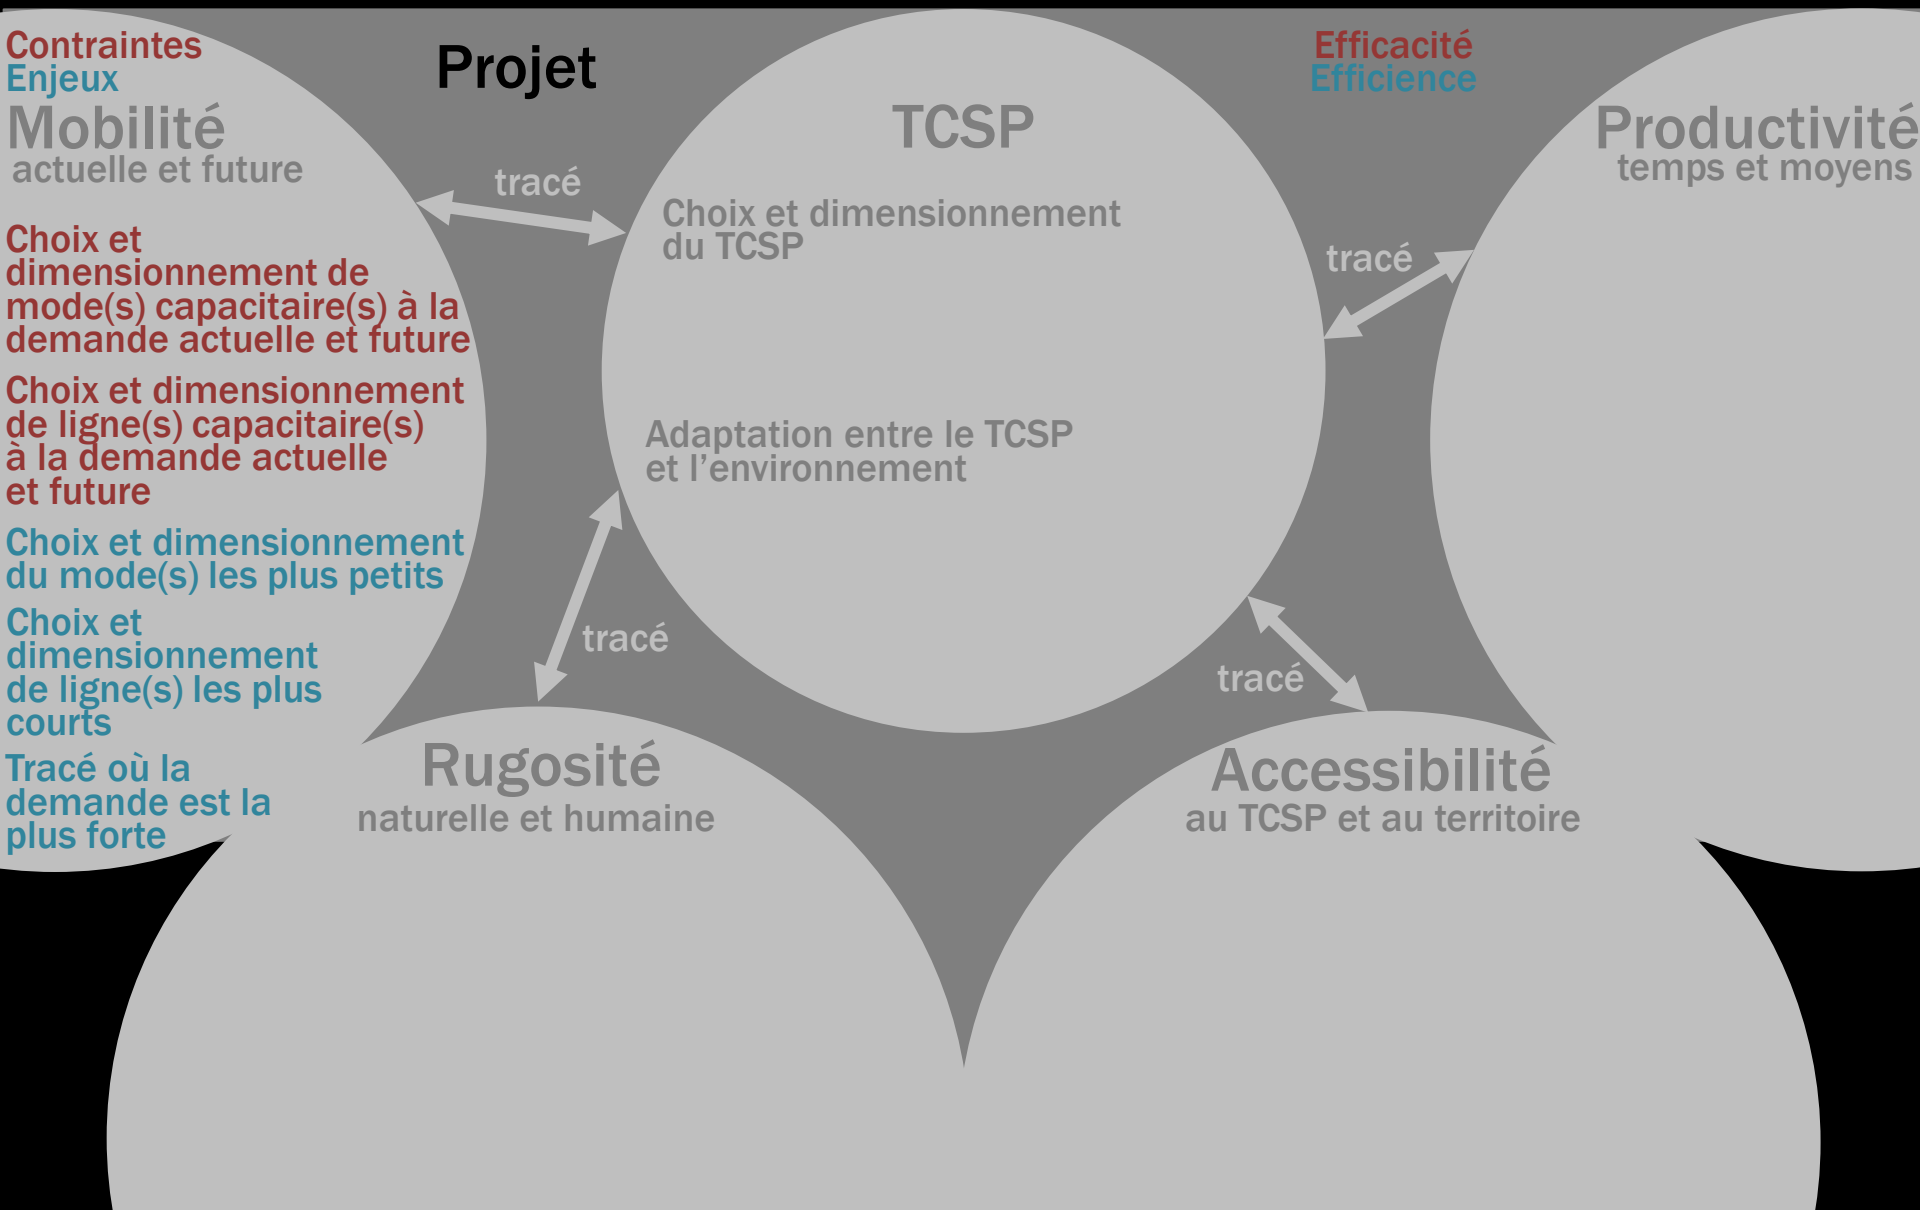 Contraintes
Enjeux
Mobilité
actuelle et future
Choix et
dimensionnement de
mode(s) capacitaire(s) à la
demande actuelle et future
Choix et dimensionnement
de ligne(s) capacitaire(s)
à la demande actuelle
et future
Choix et dimensionnement
du mode(s) les plus petits
Choix et
dimensionnement
de ligne(s) les plus
courts
Tracé où la
demande est la
plus forte
Projet
tracé
TCSP
Choix et dimensionnement
du TCSP
Adaptation entre le TCSP
et l’environnement
tracé
Efficacité
Efficience
tracé
tracé
Productivité
temps et moyens
Rugosité
naturelle et humaine
Accessibilité
au TCSP et au territoire